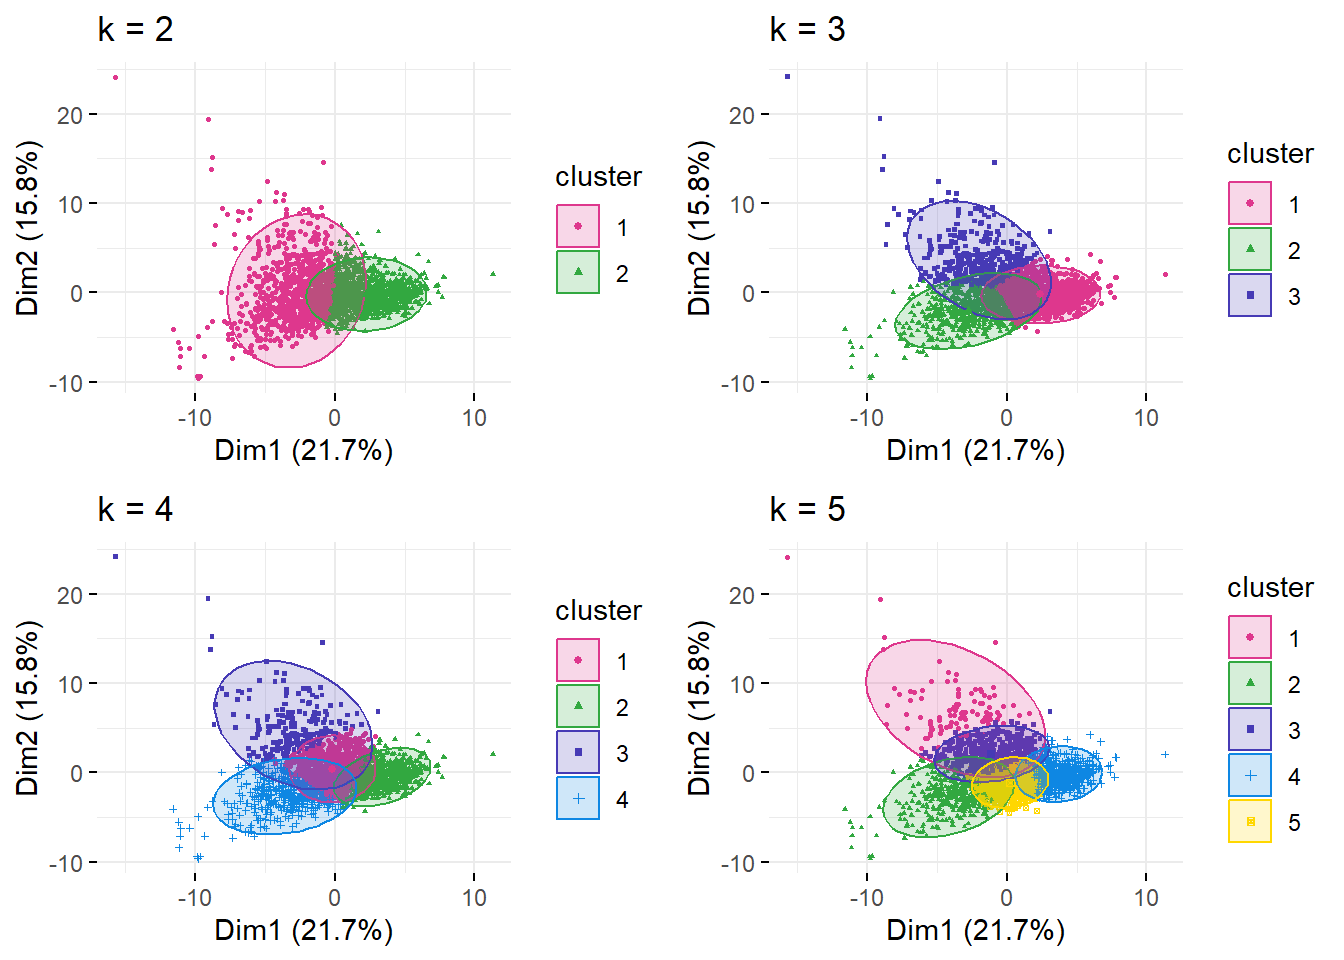 k = 2
20
10
0
-10
Dim2 (15.8%)
-10 0 10
Dim1 (21.7%)
cluster
1
2
k = 3
20
10
0
-10
Dim2 (15.8%)
-10 0 10
Dim1 (21.7%)
cluster
1
2
3
k = 4
20
10
0
-10
Dim2 (15.8%)
-10 0 10
Dim1 (21.7%)
cluster
1
2
3
4
k = 5
20
10
0
-10
Dim2 (15.8%)
-10 0 10
Dim1 (21.7%)
cluster
1
2
3
4
5